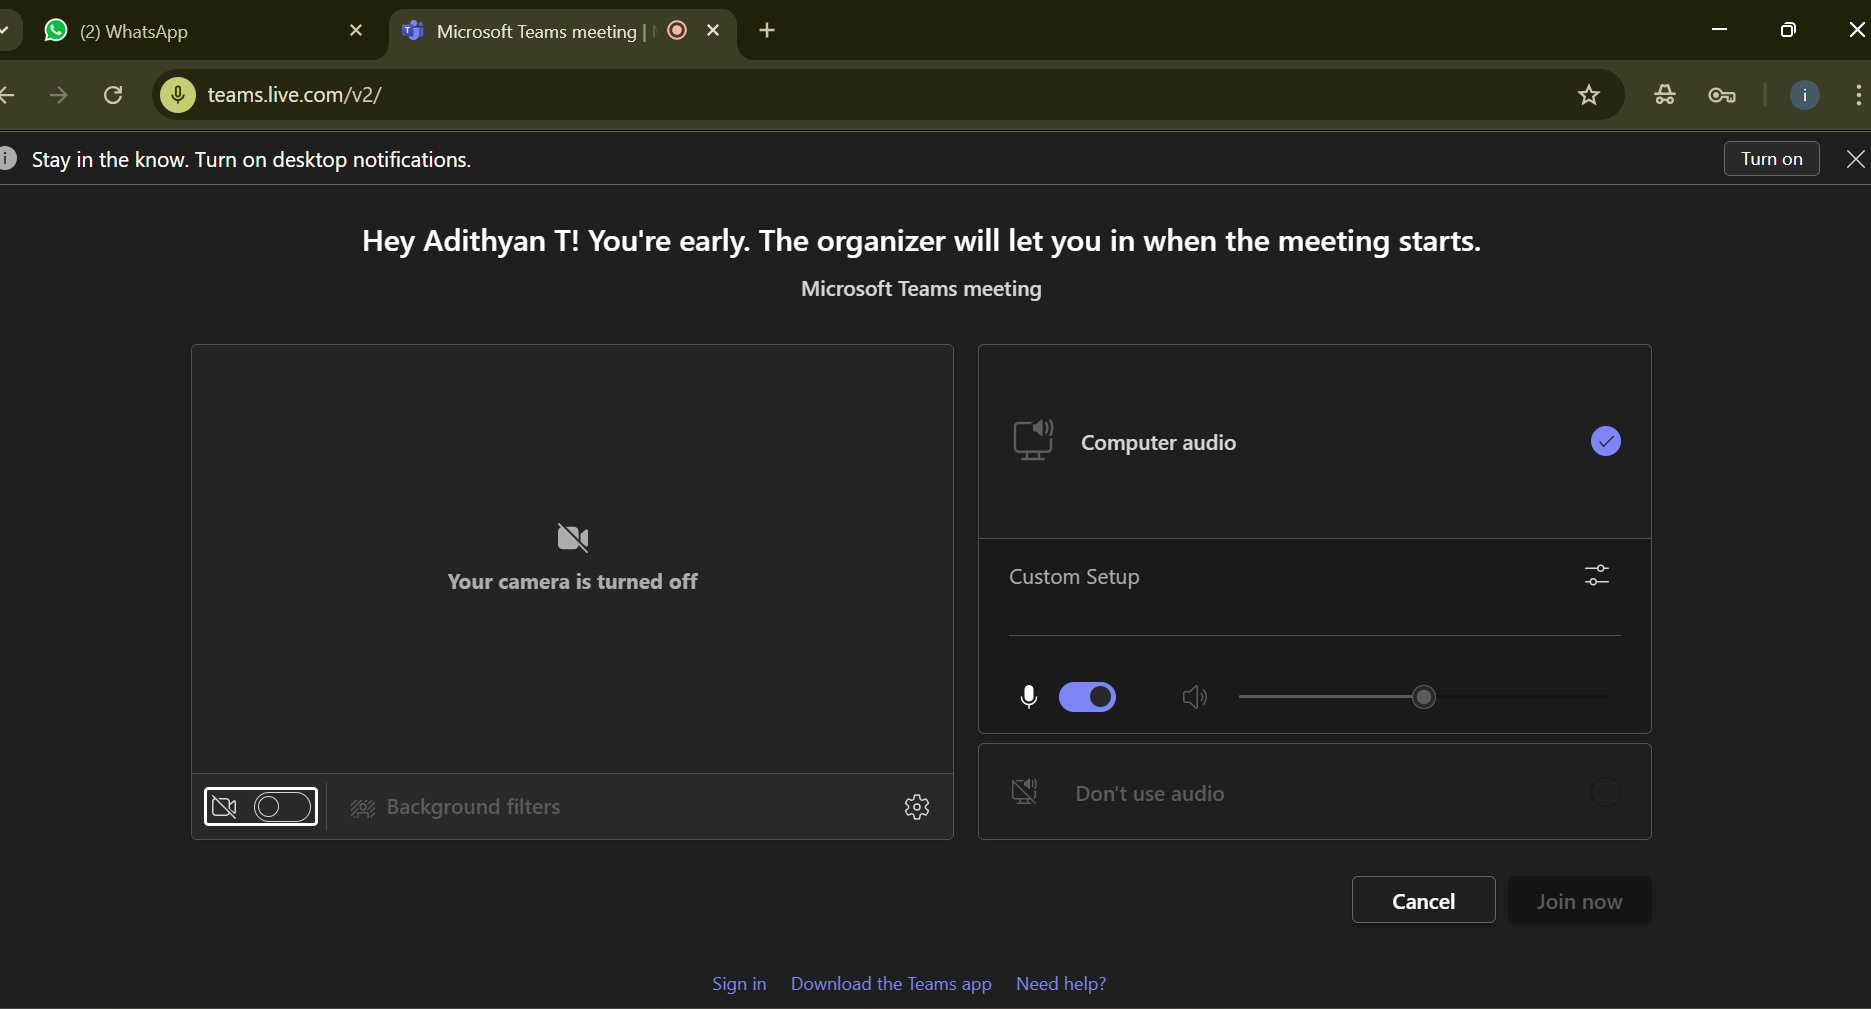 (2) WhatsApp
Microsoft Teams meeting |
teams.live.com/v2/
i
Stay in the know. Turn on desktop notifications.
Turn on
Hey Adithyan T! You're early. The organizer will let you in when the meeting starts.
Microsoft Teams meeting
Your camera is turned off
Background filters
Computer audio
Custom Setup
Don't use audio
Cancel
Join now
Sign in
Download the Teams app
Need help?